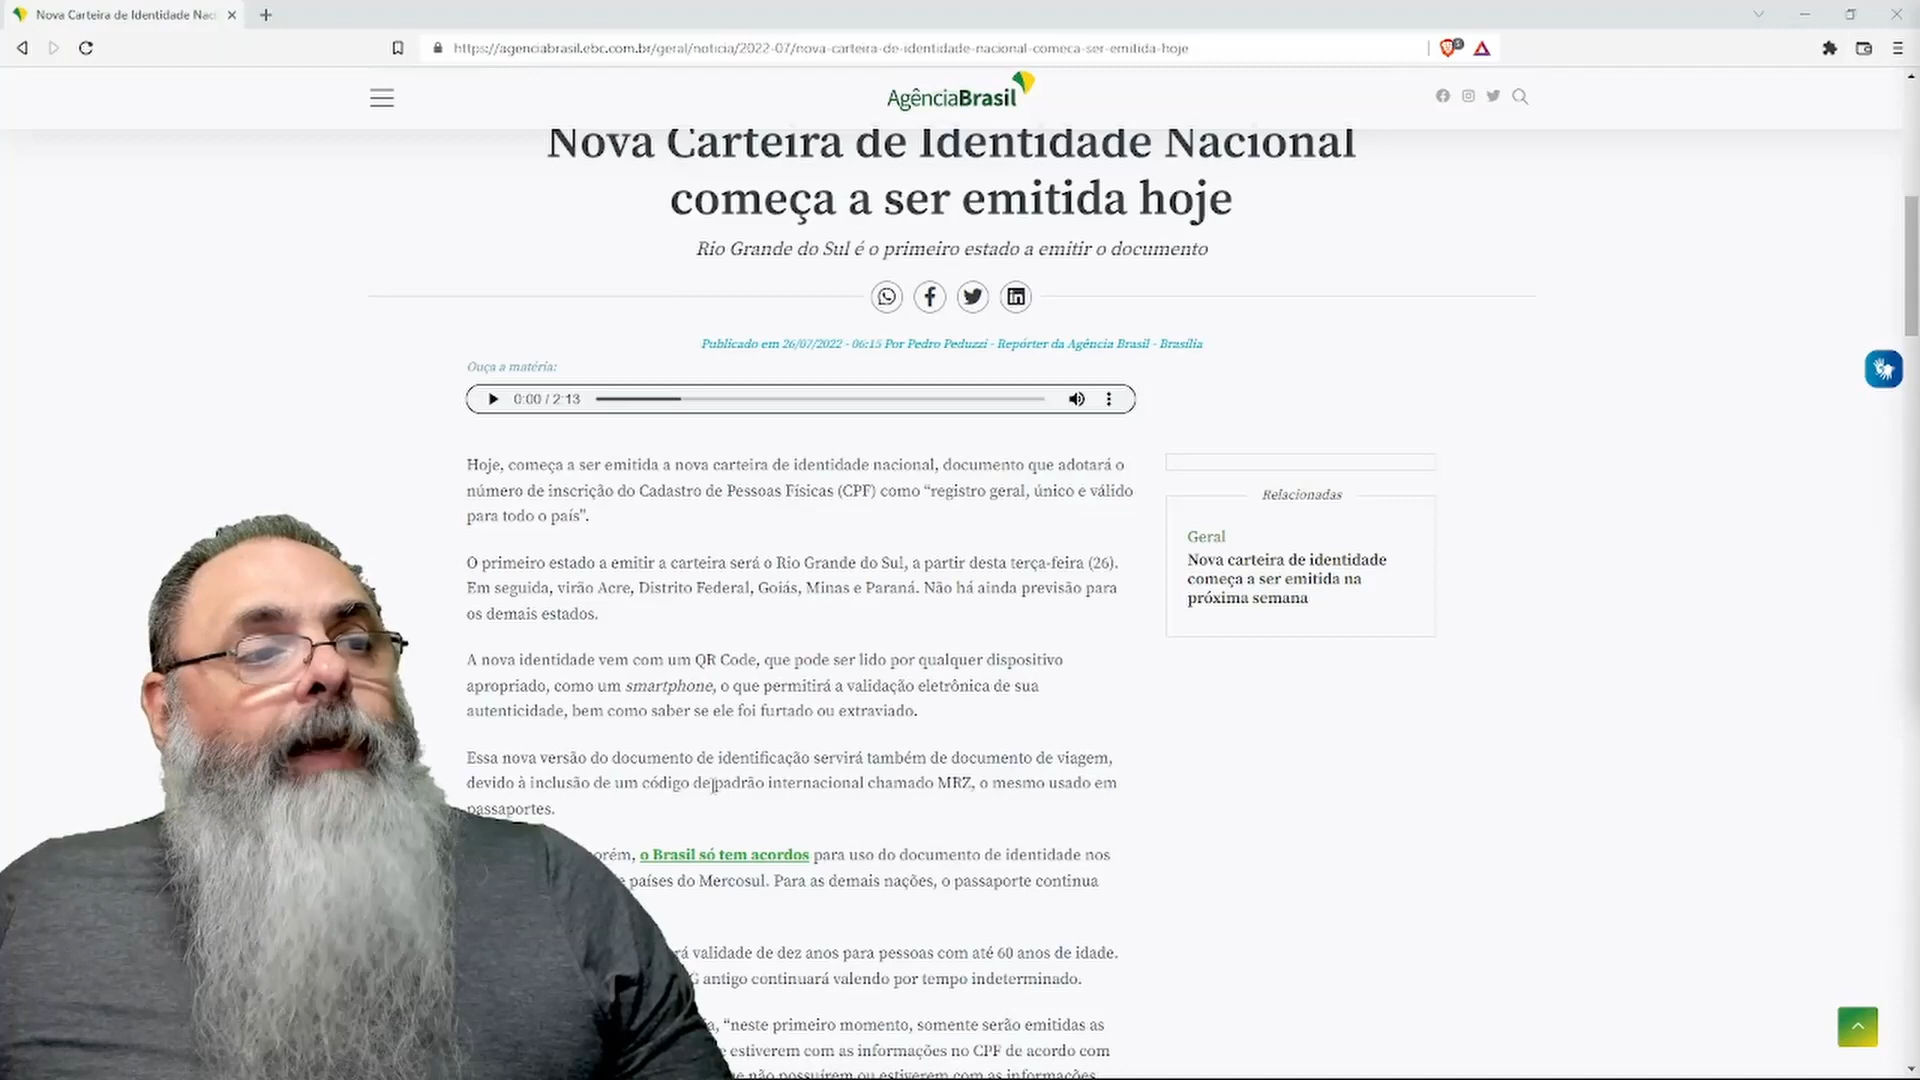 Nova Carteira de Identidade Nac
https://agenciabrasil.ebc.com.br/geral/noticia/2022-07/nova-carteira-de-identidade-nacional-comeca-ser-emitida-hoje
AgênciaBrasil
Nova Carteira de Identidade Nacional
começa a ser emitida hoje
Rio Grande do Sul é o primeiro estado a emitir o documento
Publicado em 26/07/2022 - 06:15 Por Pedro Peduzzi - Repórter da Agência Brasil - Brasília
Ouça a matéria:
0:00 / 2:13
Hoje, começa a ser emitida a nova carteira de identidade nacional, documento que adotará o
número de inscrição do Cadastro de Pessoas Físicas (CPF) como “registro geral, único e válido
para todo o país”.
O primeiro estado a emitir a carteira será o Rio Grande do Sul, a partir desta terça-feira (26).
Em seguida, virão Acre, Distrito Federal, Goiás, Minas e Paraná. Não há ainda previsão para
os demais estados.
A nova identidade vem com um QR Code, que pode ser lido por qualquer dispositivo
apropriado, como um smartphone, o que permitirá a validação eletrônica de sua
autenticidade, bem como saber se ele foi furtado ou extraviado.
Essa nova versão do documento de identificação servirá também de documento de viagem,
devido à inclusão de um código de padrão internacional chamado MRZ, o mesmo usado em
passaportes.
orém, o Brasil só tem acordos para uso do documento de identidade nos
países do Mercosul. Para as demais nações, o passaporte continua
rá validade de dez anos para pessoas com até 60 anos de idade.
G antigo continuará valendo por tempo indeterminado.
a, “neste primeiro momento, somente serão emitidas as
e estiverem com as informações no CPF de acordo com
ue não possuírem ou estiverem com as informações
Relacionadas
Geral
Nova carteira de identidade
começa a ser emitida na
próxima semana